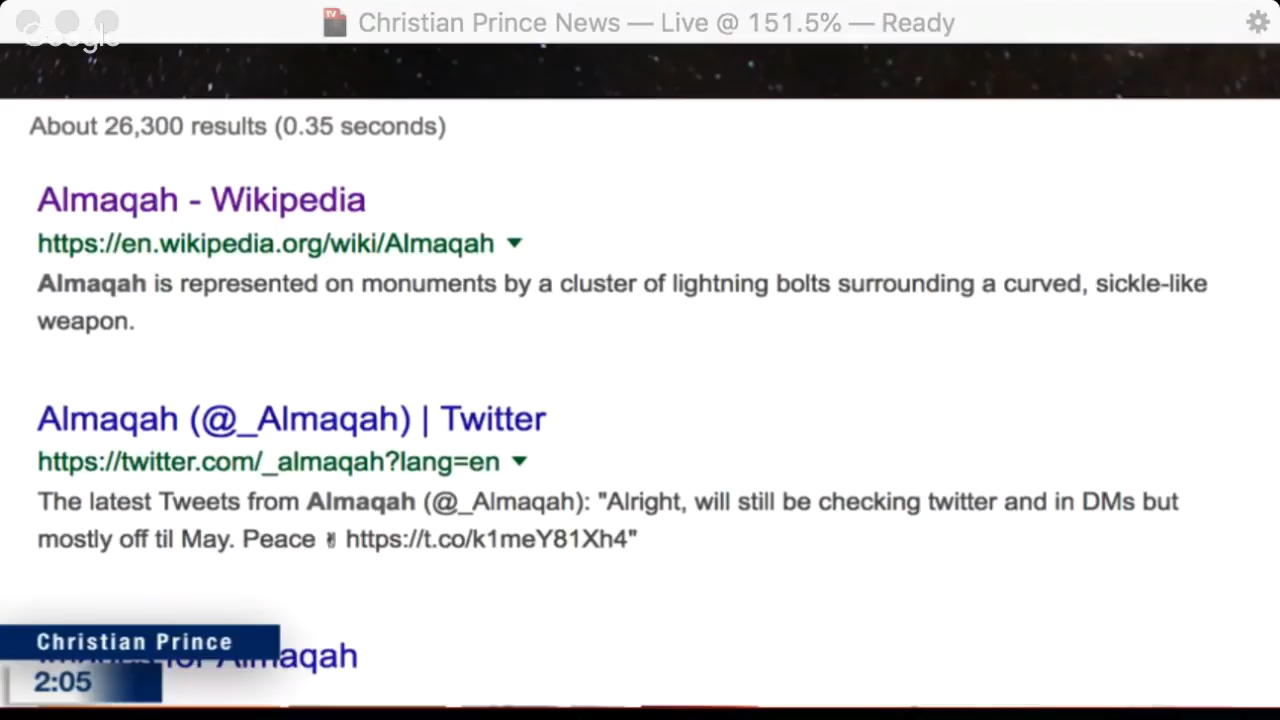 Christian Prince News — Live @ 151.5% — Ready
Google
About 26,300 results (0.35 seconds)
Almaqah - Wikipedia
https://en.wikipedia.org/wiki/Almaqah
Almaqah is represented on monuments by a cluster of lightning bolts surrounding a curved, sickle-like
weapon.
Almaqah (@_Almaqah) | Twitter
https://twitter.com/_almaqah?lang=en
The latest Tweets from Almaqah (@_Almaqah): "Alright, will still be checking twitter and in DMs but
mostly off til May. Peace ✌ https://t.co/k1meY81Xh4"
Christian Prince
for Almaqah
2:05